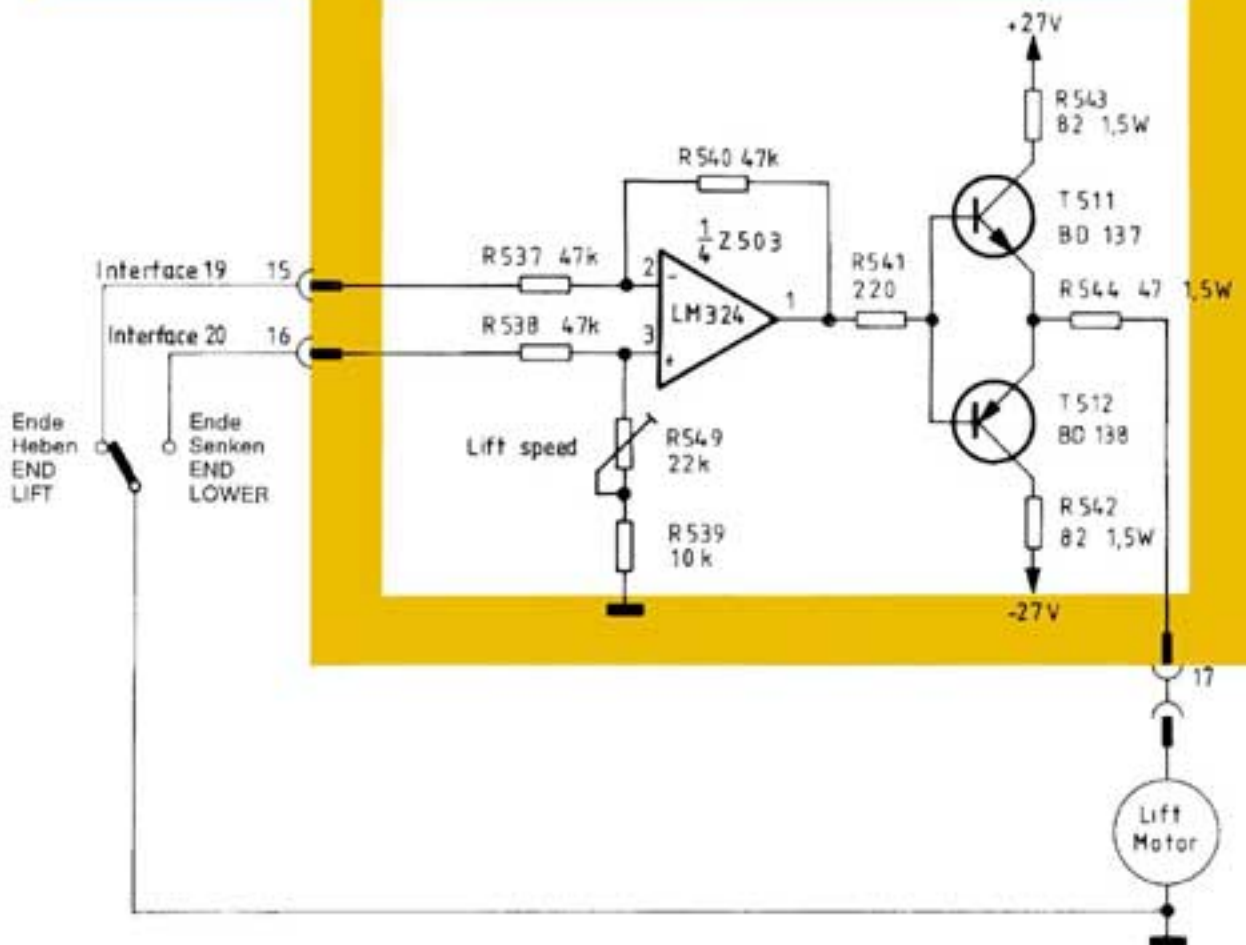 +27V
R543
82 1,5W
R540 47k
1/4 Z503
T511
BD 137
R537 47k
Interface 19 15
2
-
R541
220
R544 47 1,5W
LM324
1
R538 47k
Interface 20 16
3
+
T512
BD 138
Ende
Heben
END
LIFT
Ende
Senken
END
LOWER
Lift speed
R549
22k
R542
82 1,5W
R539
10k
-27V
17
Lift
Motor